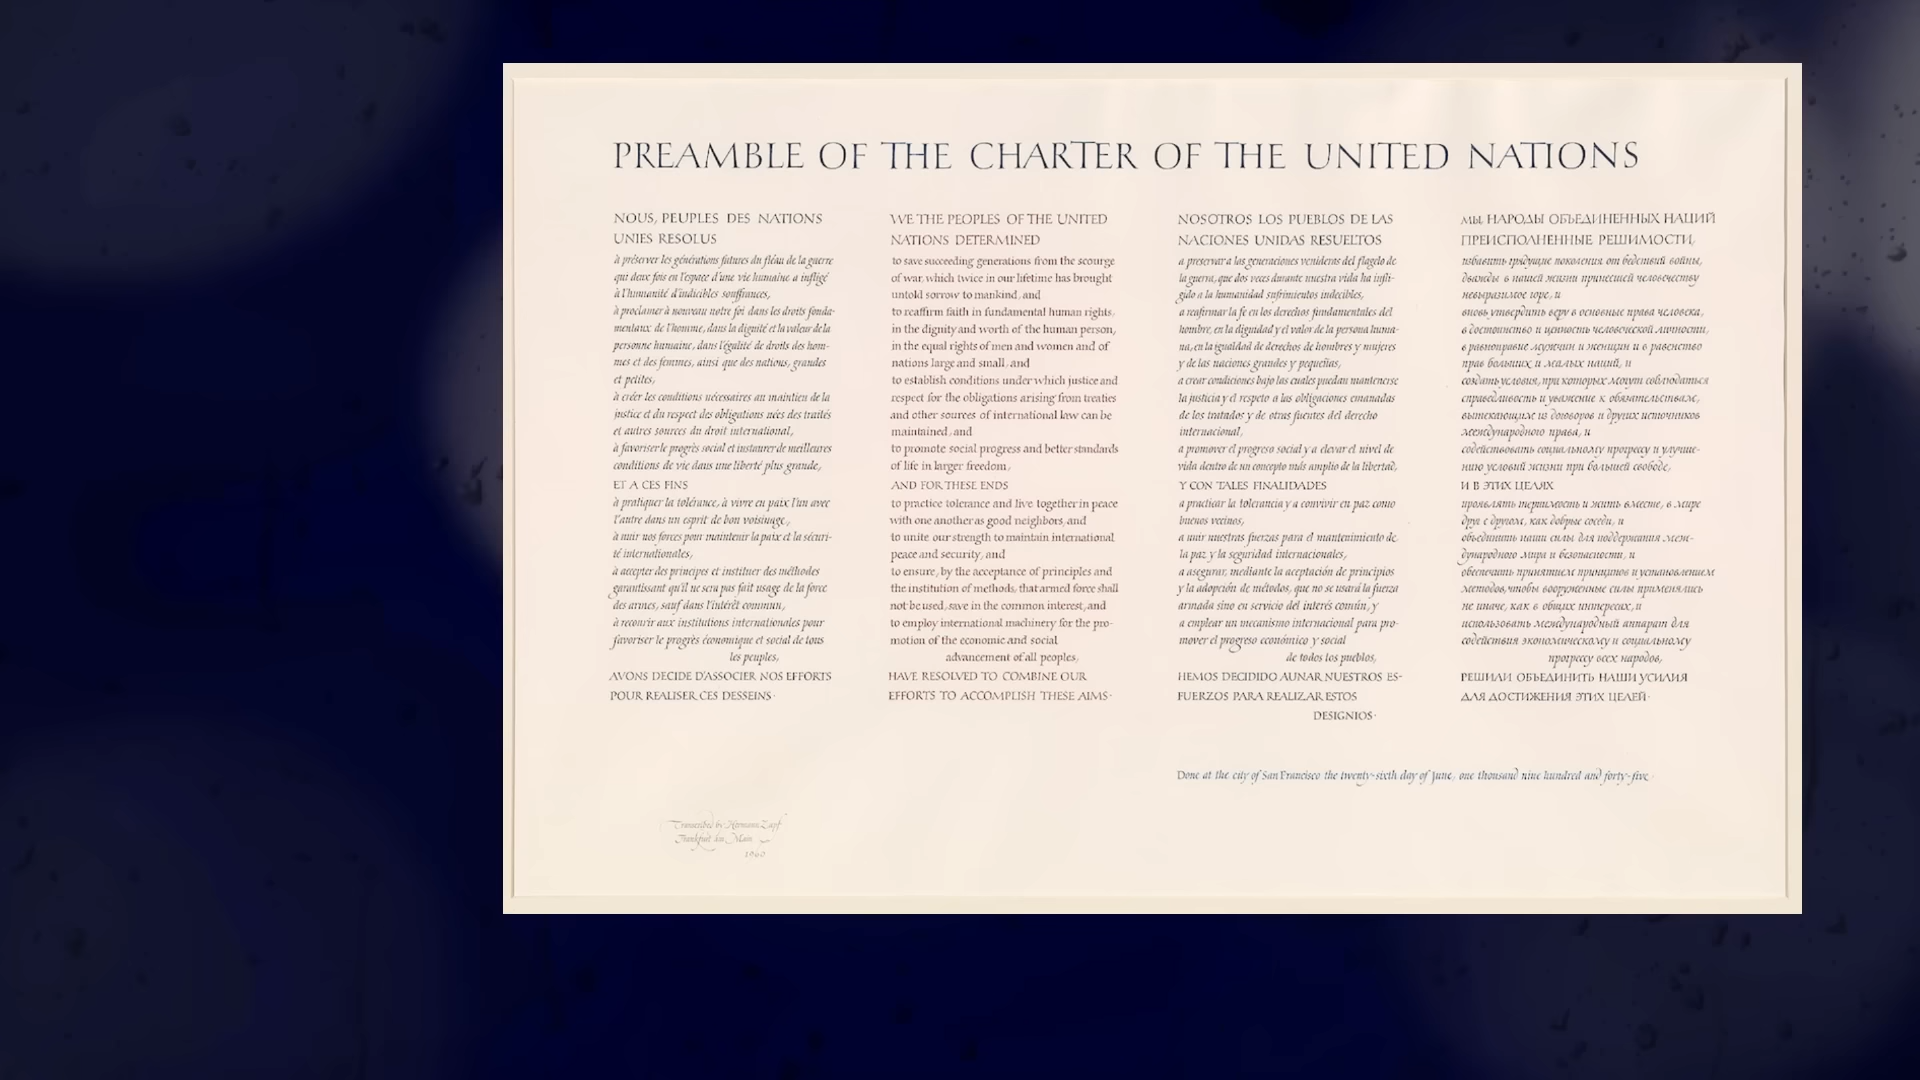 PREAMBLE OF THE CHARTER OF THE UNITED NATIONS
NOUS, PEUPLES DES NATIONS
UNIES RESOLUS
à préserver les générations futures du fléau de la guerre
qui deux fois en l'espace d'une vie humaine a infligé
à l'humanité d'indicibles souffrances,
à proclamer à nouveau notre foi dans les droits fonda-
mentaux de l'homme, dans la dignité et la valeur de la
personne humaine, dans l'égalité de droits des hom-
mes et des femmes, ainsi que des nations, grandes
et petites,
à créer les conditions nécessaires au maintien de la
justice et du respect des obligations nées des traités
et autres sources du droit international,
à favoriser le progrès social et instaurer de meilleures
conditions de vie dans une liberté plus grande,
ET A CES FINS
à pratiquer la tolérance, à vivre en paix l'un avec
l'autre dans un esprit de bon voisinage,
à unir nos forces pour maintenir la paix et la sécuri-
té internationales,
à accepter des principes et instituer des méthodes
garantissant qu'il ne sera pas fait usage de la force
des armes, sauf dans l'intérêt commun,
à recourir aux institutions internationales pour
favoriser le progrès économique et social de tous
les peuples,
AVONS DECIDE D'ASSOCIER NOS EFFORTS
POUR REALISER CES DESSEINS·
WE THE PEOPLES OF THE UNITED
NATIONS DETERMINED
to save succeeding generations from the scourge
of war, which twice in our lifetime has brought
untold sorrow to mankind, and
to reaffirm faith in fundamental human rights,
in the dignity and worth of the human person,
in the equal rights of men and women and of
nations large and small, and
to establish conditions under which justice and
respect for the obligations arising from treaties
and other sources of international law can be
maintained, and
to promote social progress and better standards
of life in larger freedom,
AND FOR THESE ENDS
to practice tolerance and live together in peace
with one another as good neighbors, and
to unite our strength to maintain international
peace and security, and
to ensure, by the acceptance of principles and
the institution of methods, that armed force shall
not be used, save in the common interest, and
to employ international machinery for the pro-
motion of the economic and social
advancement of all peoples,
HAVE RESOLVED TO COMBINE OUR
EFFORTS TO ACCOMPLISH THESE AIMS·
NOSOTROS LOS PUEBLOS DE LAS
NACIONES UNIDAS RESUELTOS
a preservar a las generaciones venideras del flagelo de
la guerra, que dos veces durante nuestra vida ha infli-
gido a la humanidad sufrimientos indecibles,
a reafirmar la fe en los derechos fundamentales del
hombre, en la dignidad y el valor de la persona huma-
na, en la igualdad de derechos de hombres y mujeres
y de las naciones grandes y pequeñas,
a crear condiciones bajo las cuales puedan mantenerse
la justicia y el respeto a las obligaciones emanadas
de los tratados y de otras fuentes del derecho
internacional,
a promover el progreso social y a elevar el nivel de
vida dentro de un concepto más amplio de la libertad,
Y CON TALES FINALIDADES
a practicar la tolerancia y a convivir en paz como
buenos vecinos,
a unir nuestras fuerzas para el mantenimiento de
la paz y la seguridad internacionales,
a asegurar, mediante la aceptación de principios
y la adopción de métodos, que no se usará la fuerza
armada sino en servicio del interés común, y
a emplear un mecanismo internacional para pro-
mover el progreso económico y social
de todos los pueblos,
HEMOS DECIDIDO AUNAR NUESTROS ES-
FUERZOS PARA REALIZAR ESTOS
DESIGNIOS·
МЫ, НАРОДЫ ОБЪЕДИНЕННЫХ НАЦИЙ
ПРЕИСПОЛНЕННЫЕ РЕШИМОСТИ,
избавить грядущие поколения от бедствий войны,
дважды в нашей жизни принесшей человечеству
невыразимое горе, и
вновь утвердить веру в основные права человека,
в достоинство и ценность человеческой личности,
в равноправие мужчин и женщин и в равенство
прав больших и малых наций, и
создать условия, при которых могут соблюдаться
справедливость и уважение к обязательствам,
вытекающим из договоров и других источников
международного права, и
содействовать социальному прогрессу и улучше-
нию условий жизни при большей свободе,
И В ЭТИХ ЦЕЛЯХ
проявлять терпимость и жить вместе, в мире
друг с другом, как добрые соседи, и
объединить наши силы для поддержания меж-
дународного мира и безопасности, и
обеспечить принятием принципов и установлением
методов, чтобы вооруженные силы применялись
не иначе, как в общих интересах, и
использовать международный аппарат для
содействия экономическому и социальному
прогрессу всех народов,
РЕШИЛИ ОБЪЕДИНИТЬ НАШИ УСИЛИЯ
ДЛЯ ДОСТИЖЕНИЯ ЭТИХ ЦЕЛЕЙ·
Done at the city of San Francisco the twenty-sixth day of June, one thousand nine hundred and forty-five·
Transcribed by Hermann Zapf
Frankfurt am Main
1960